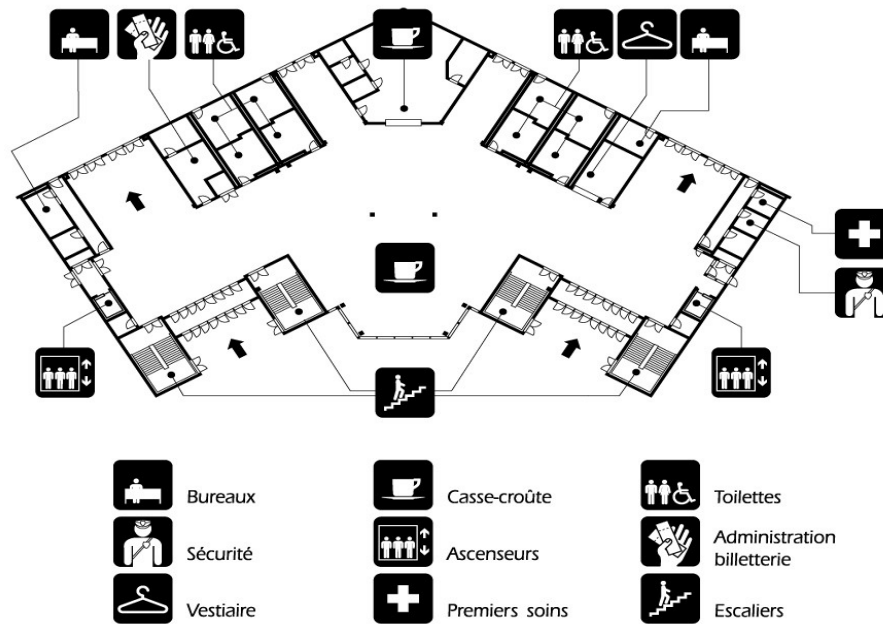 Bureaux
Casse-croûte
Toilettes
Sécurité
Ascenseurs
Administration
billetterie
Vestiaire
Premiers soins
Escaliers